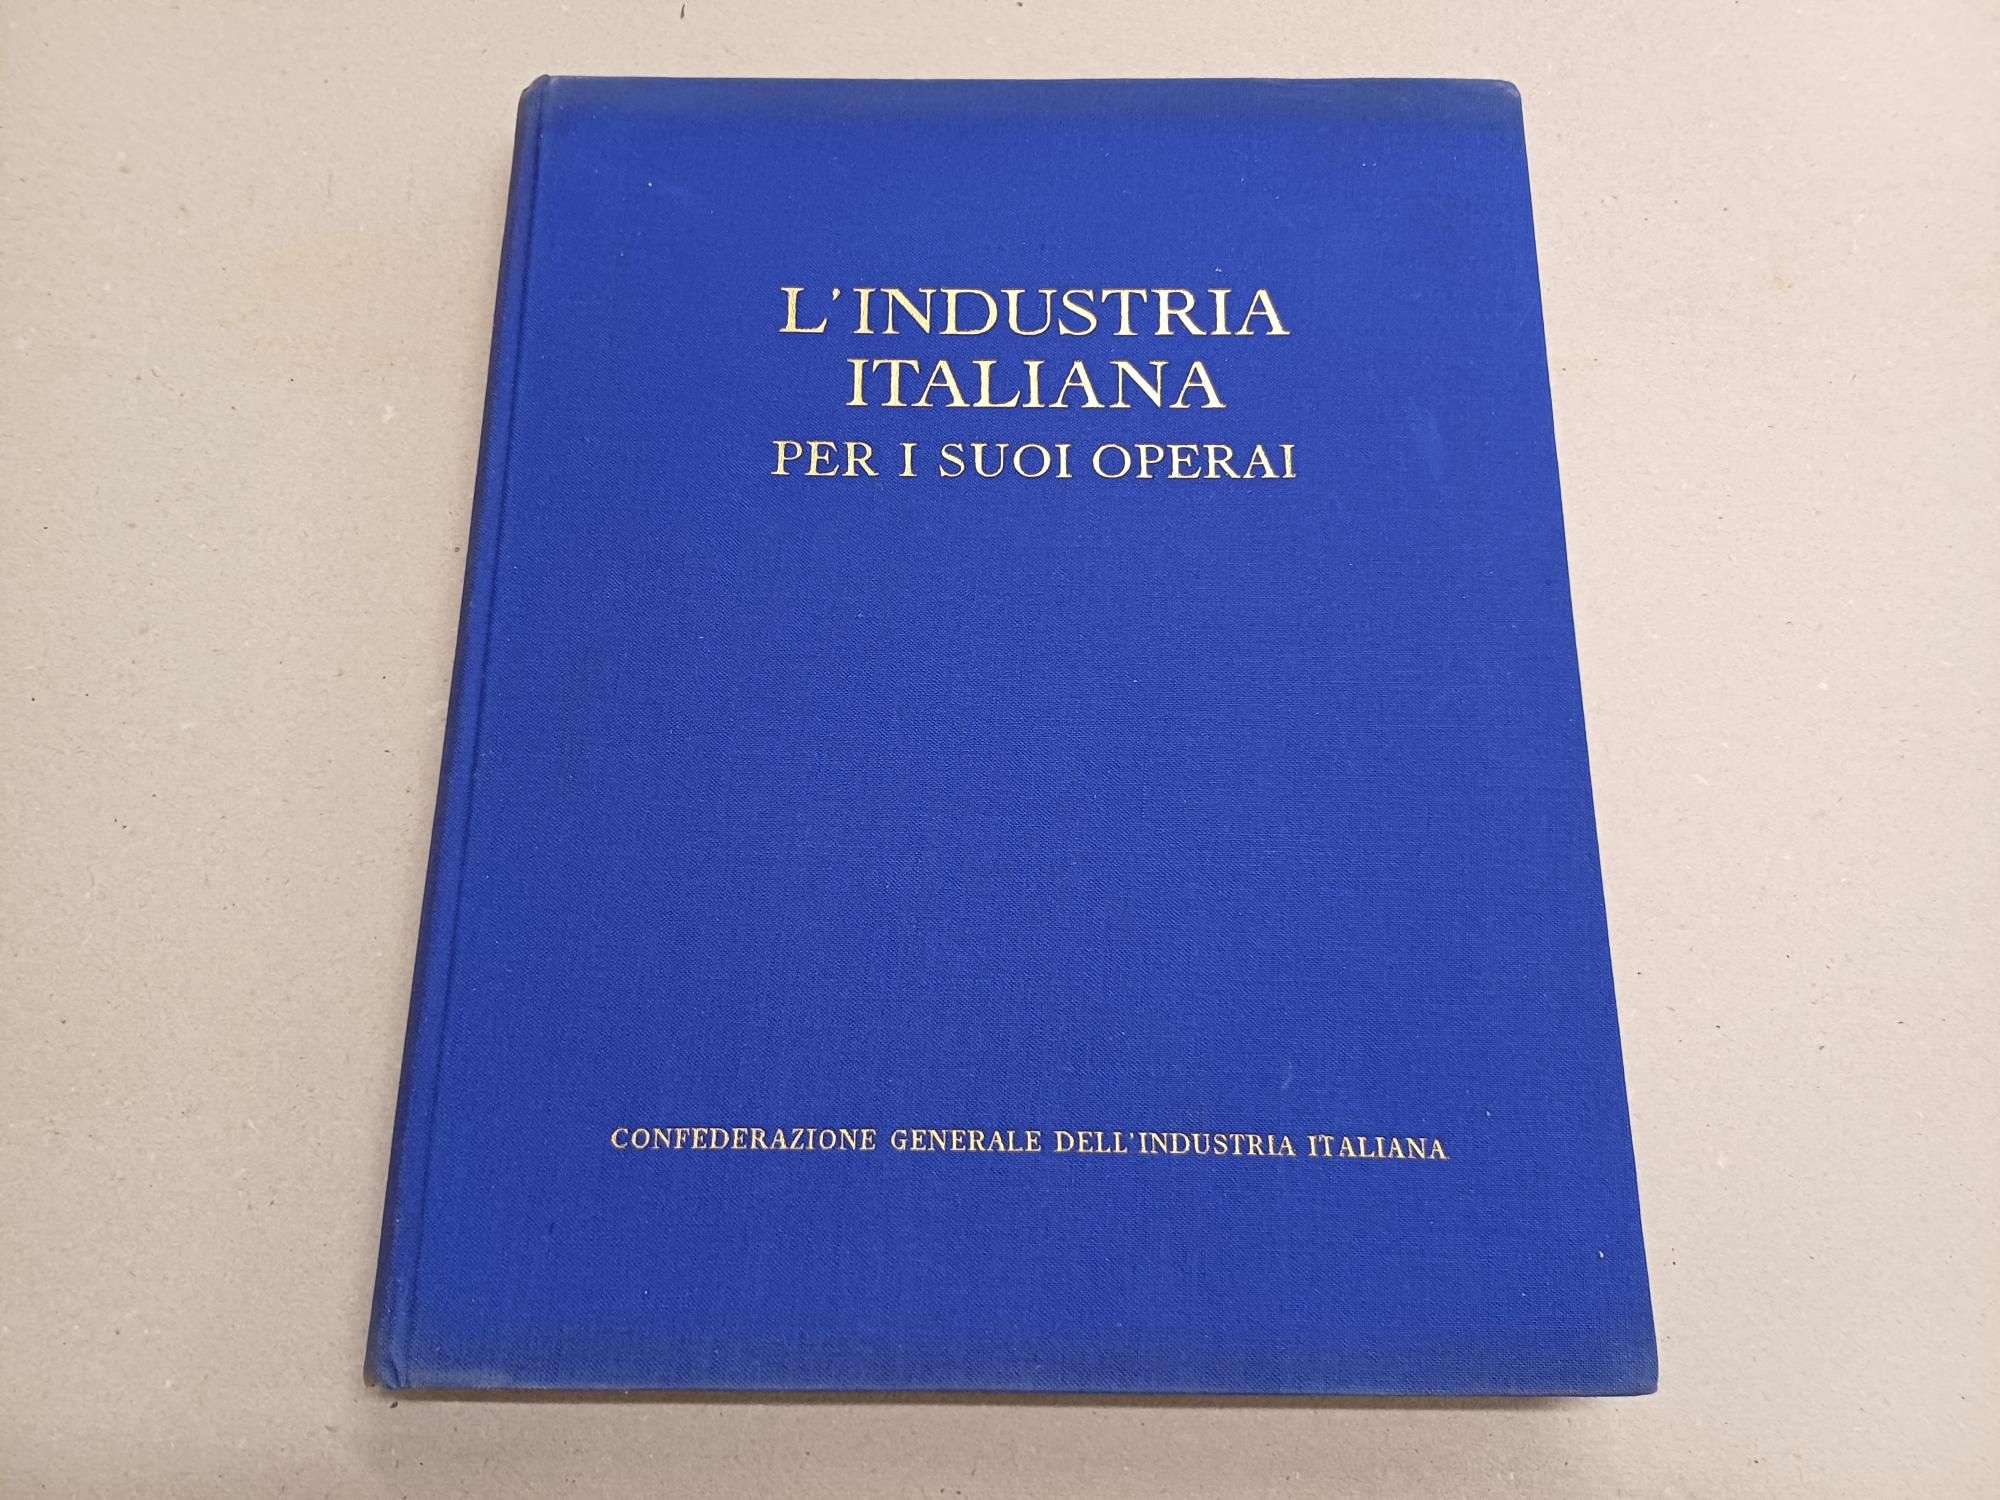 L'INDUSTRIA
ITALIANA
PER I SUOI OPERAI
CONFEDERAZIONE GENERALE DELL'INDUSTRIA ITALIANA